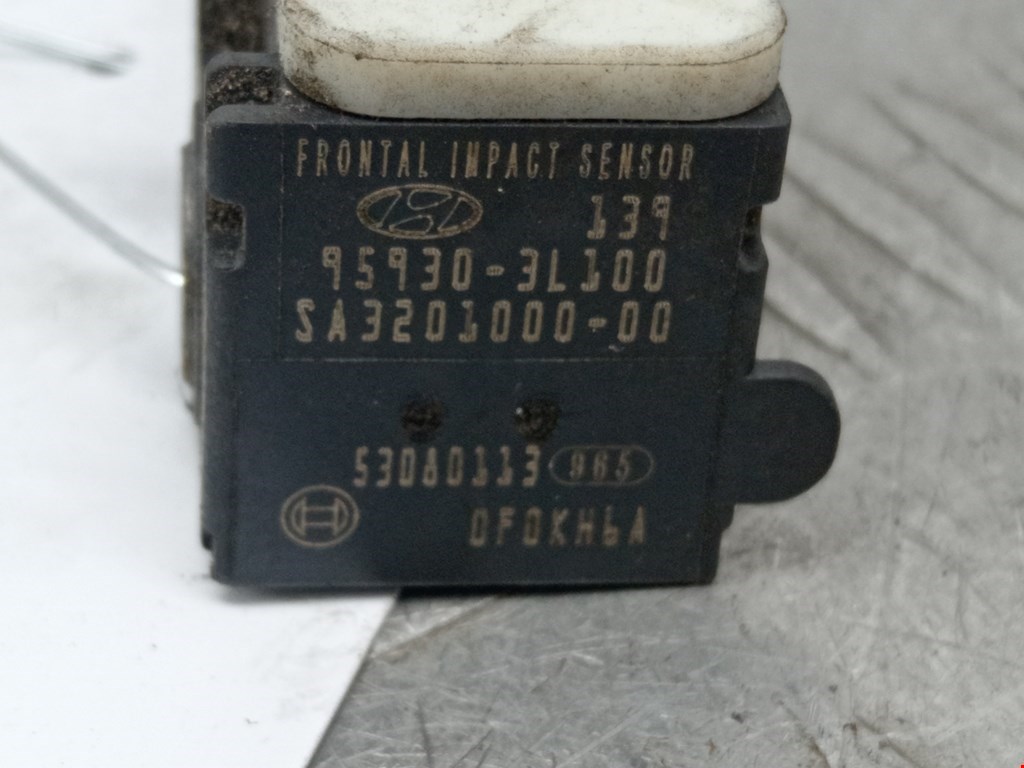 FRONTAL IMPACT SENSOR
139
95930-3L100
SA3201000-00
53080113 965
0F0KH6A